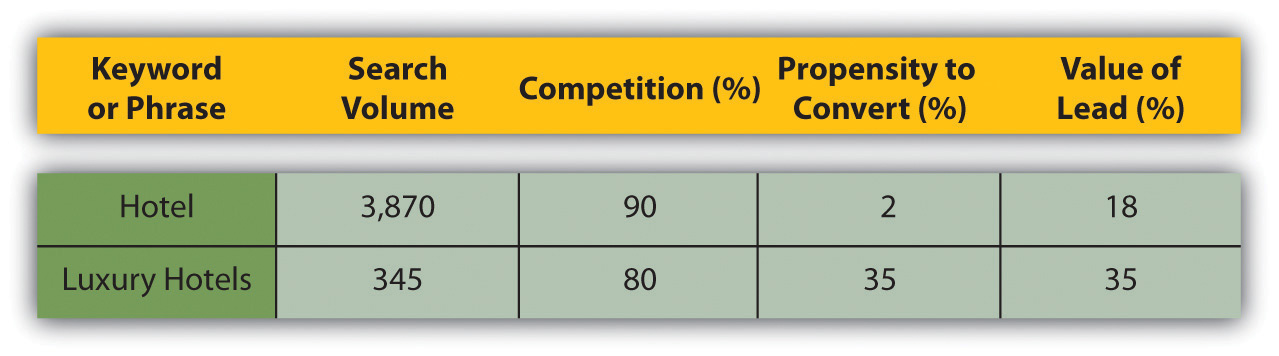 Keyword or Phrase Search Volume Competition (%) Propensity to Convert (%) Value of Lead (%)
Hotel 3,870 90 2 18
Luxury Hotels 345 80 35 35